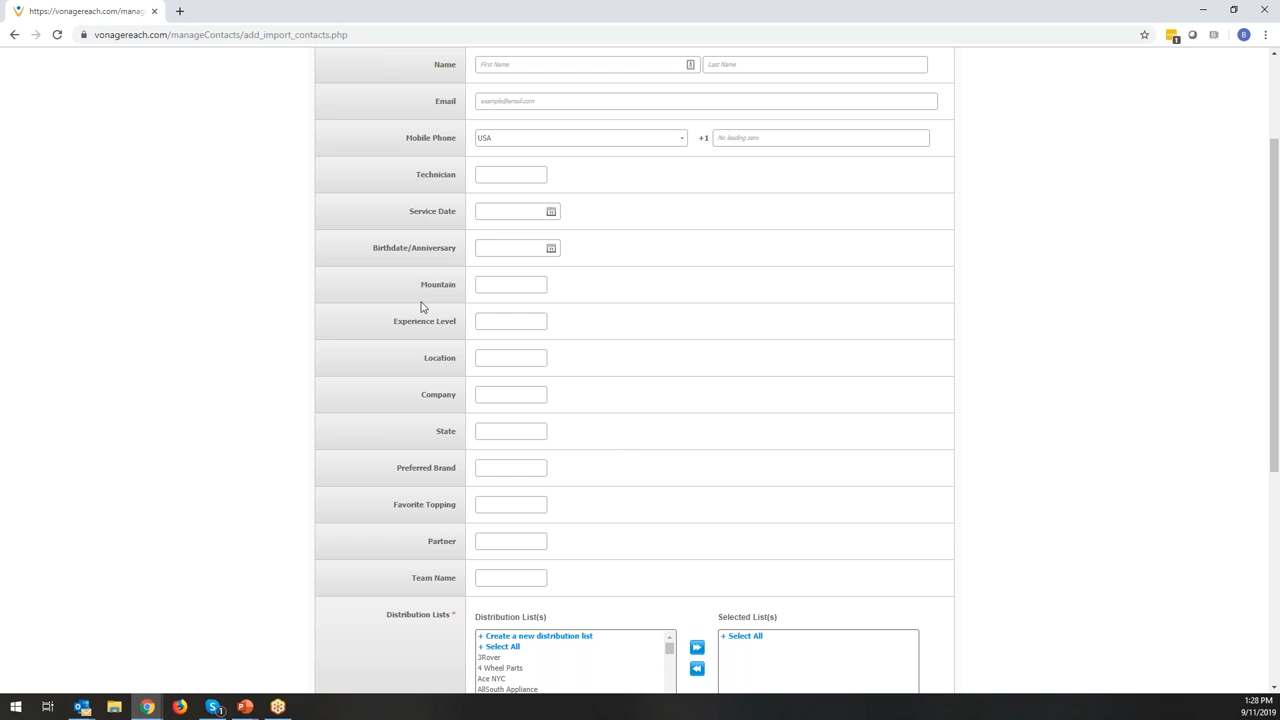 https://vonagereach.com/manag
vonagereach.com/manageContacts/add_import_contacts.php
1
B
Name First Name Last Name
Email example@email.com
Mobile Phone USA +1 No leading zero
Technician
Service Date
Birthdate/Anniversary
Mountain
Experience Level
Location
Company
State
Preferred Brand
Favorite Topping
Partner
Team Name
Distribution Lists * Distribution List(s) Selected List(s)
+ Create a new distribution list + Select All
+ Select All
3Rover
4 Wheel Parts
Ace NYC
AllSouth Appliance
1:28 PM
9/11/2019